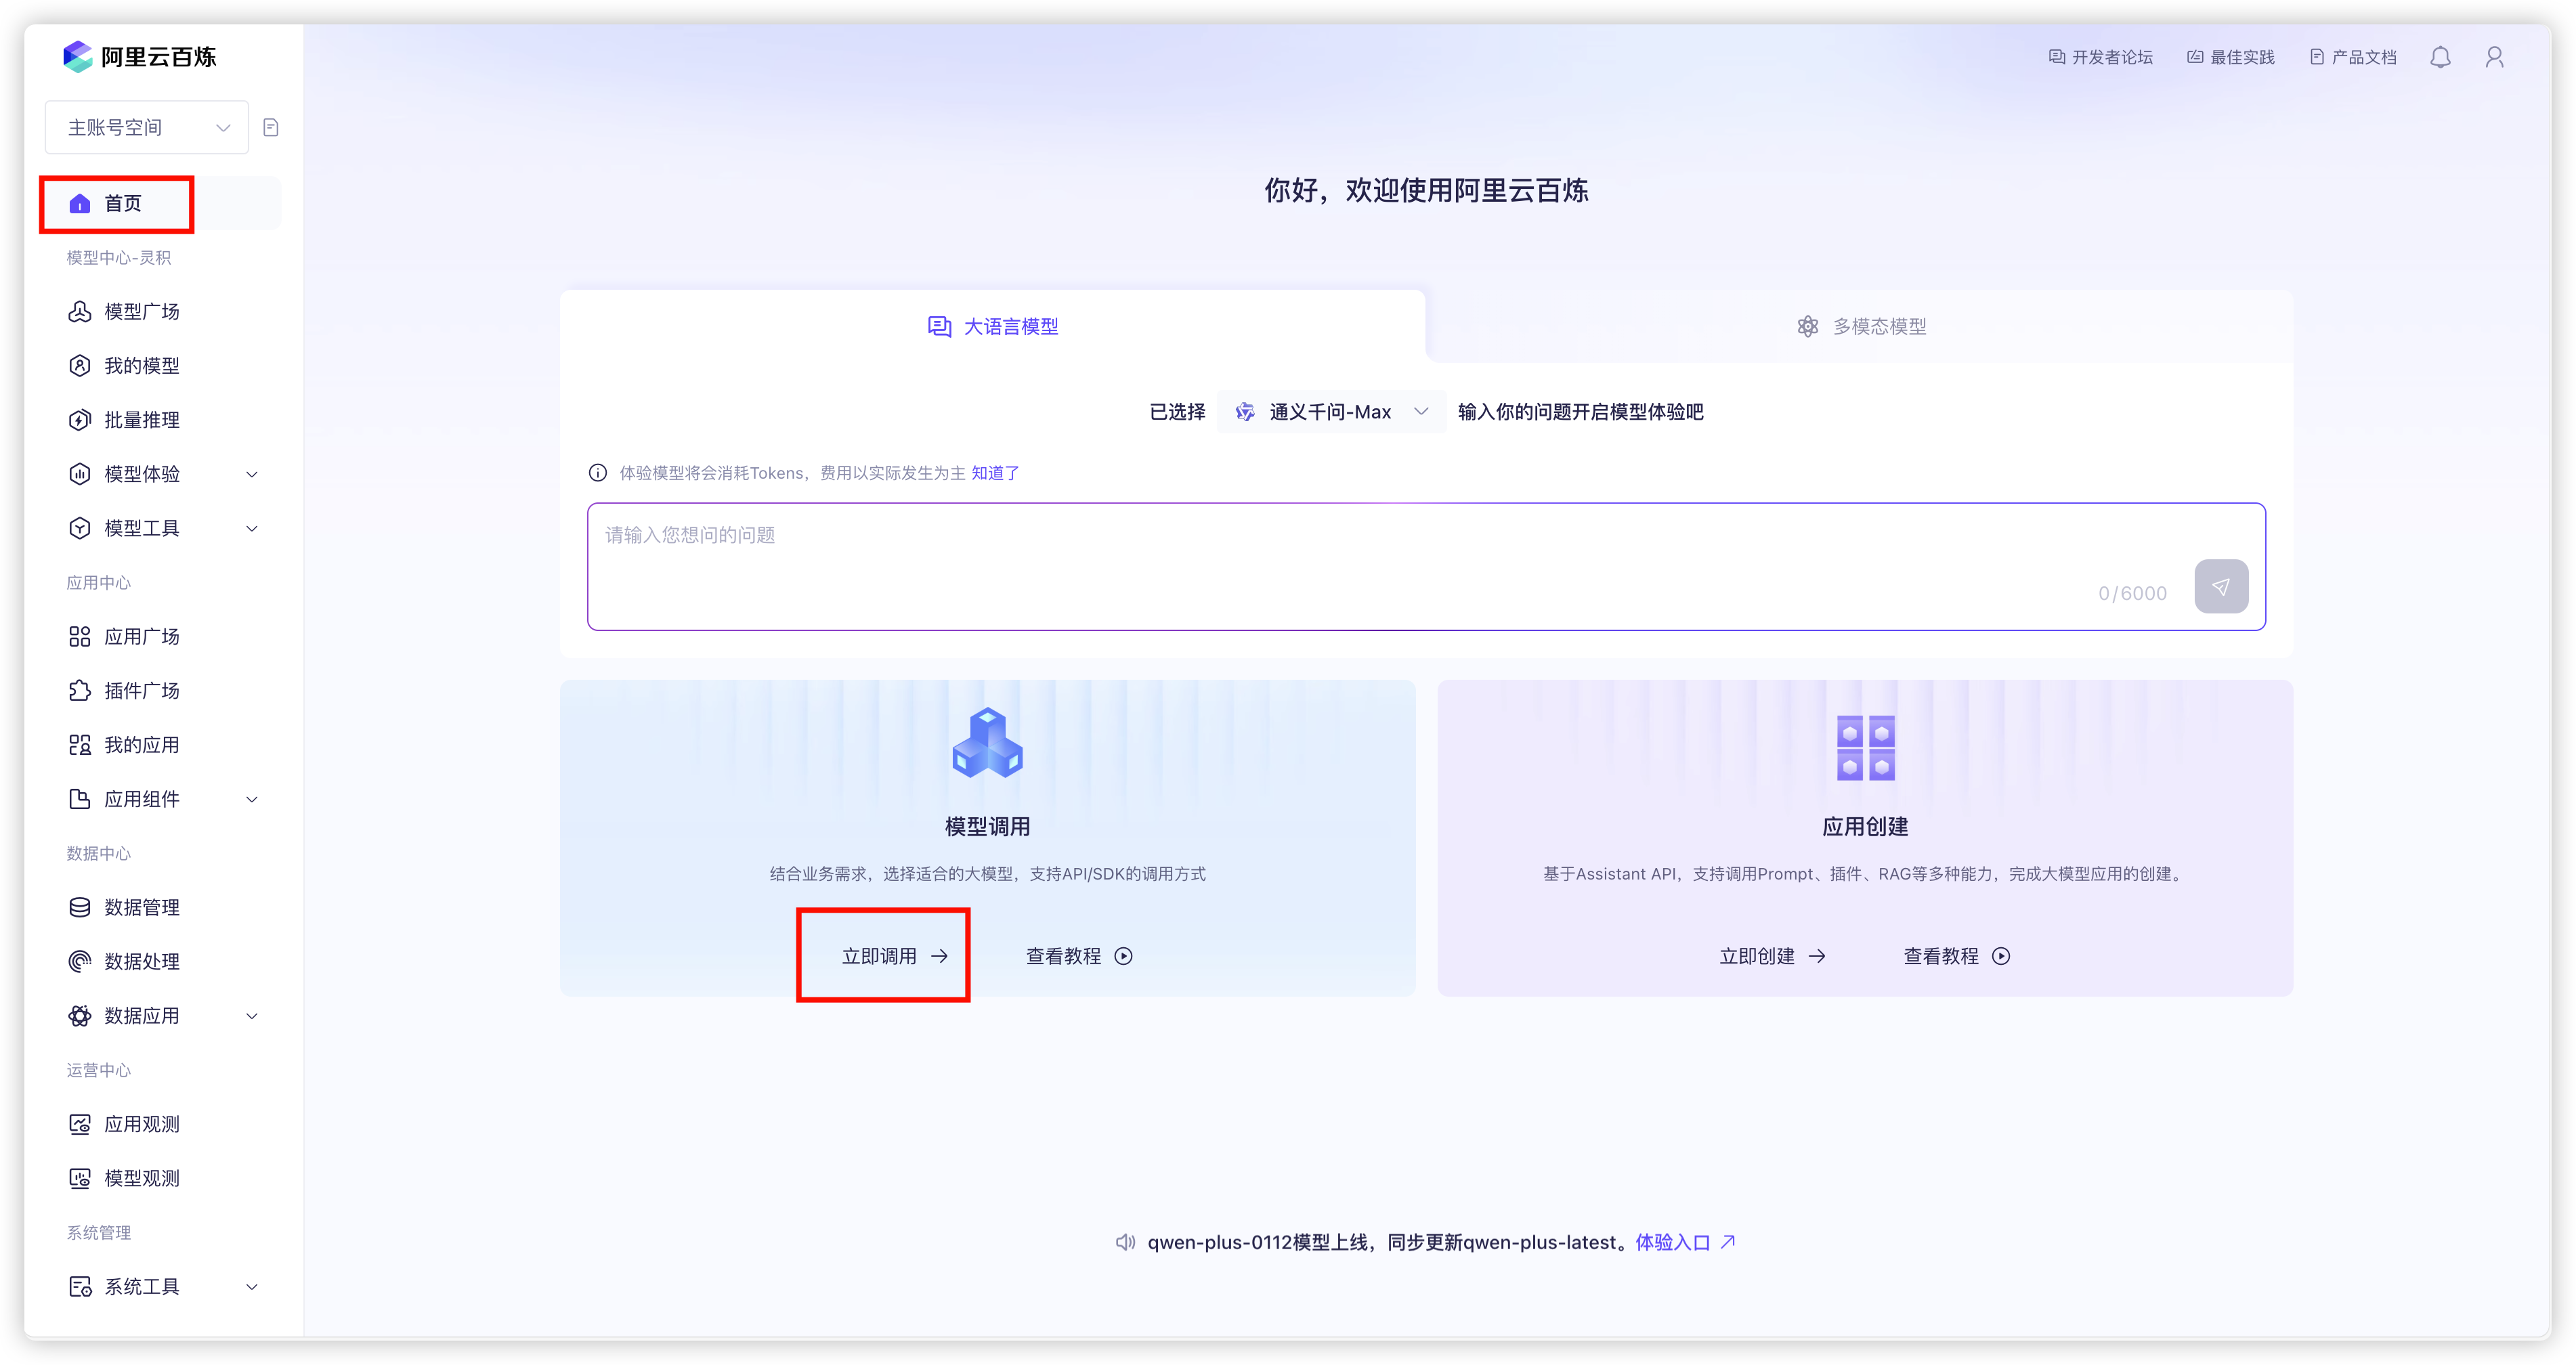 阿里云百炼
开发者论坛
最佳实践
产品文档
主账号空间
首页
模型中心-灵积
模型广场
我的模型
批量推理
模型体验
模型工具
应用中心
应用广场
插件广场
我的应用
应用组件
数据中心
数据管理
数据处理
数据应用
运营中心
应用观测
模型观测
系统管理
系统工具
你好，欢迎使用阿里云百炼
大语言模型
多模态模型
已选择 通义千问-Max 输入你的问题开启模型体验吧
体验模型将会消耗Tokens，费用以实际发生为主 知道了
请输入您想问的问题
0/6000
模型调用
结合业务需求，选择适合的大模型，支持API/SDK的调用方式
立即调用
查看教程
应用创建
基于Assistant API，支持调用Prompt、插件、RAG等多种能力，完成大模型应用的创建。
立即创建
查看教程
qwen-plus-0112模型上线，同步更新qwen-plus-latest。体验入口